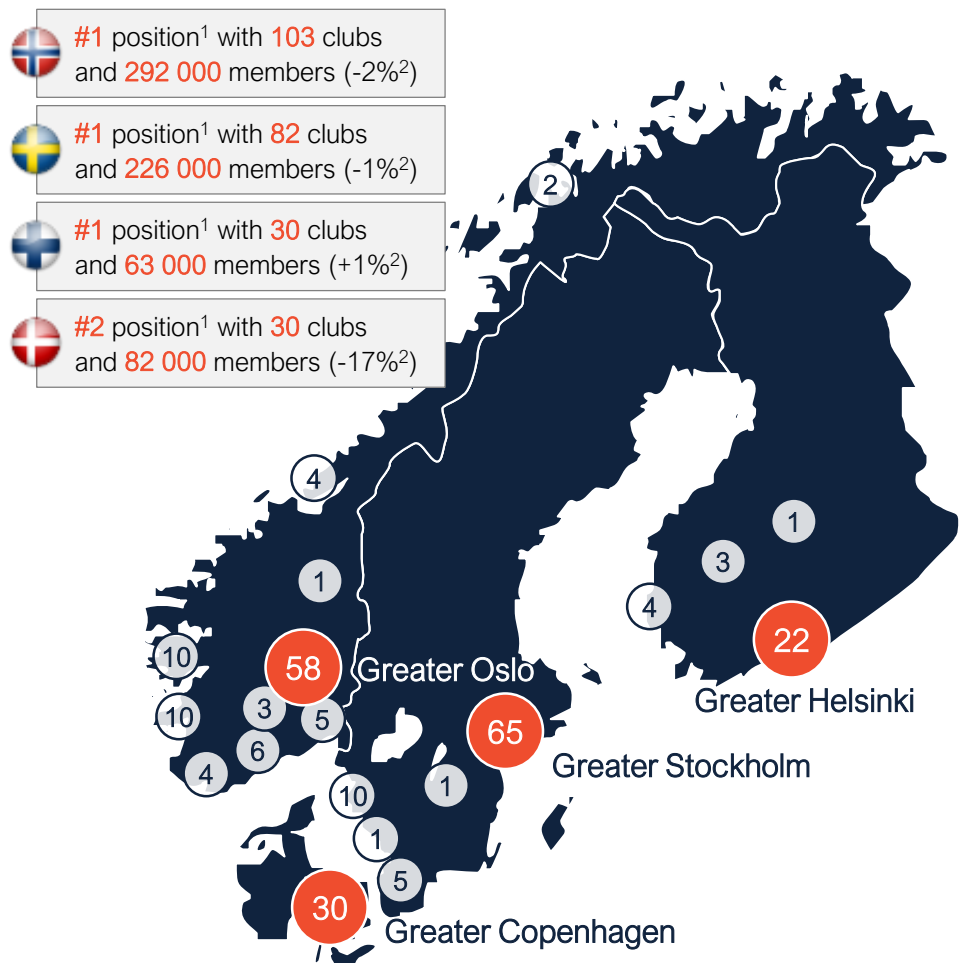 #1 position¹ with 103 clubs
and 292 000 members (-2%²)
#1 position¹ with 82 clubs
and 226 000 members (-1%²)
#1 position¹ with 30 clubs
and 63 000 members (+1%²)
#2 position¹ with 30 clubs
and 82 000 members (-17%²)
2
4
1
1
3
4
10
58 Greater Oslo
22
Greater Helsinki
10
3
5
65
Greater Stockholm
6
4
10
1
1
5
30
Greater Copenhagen